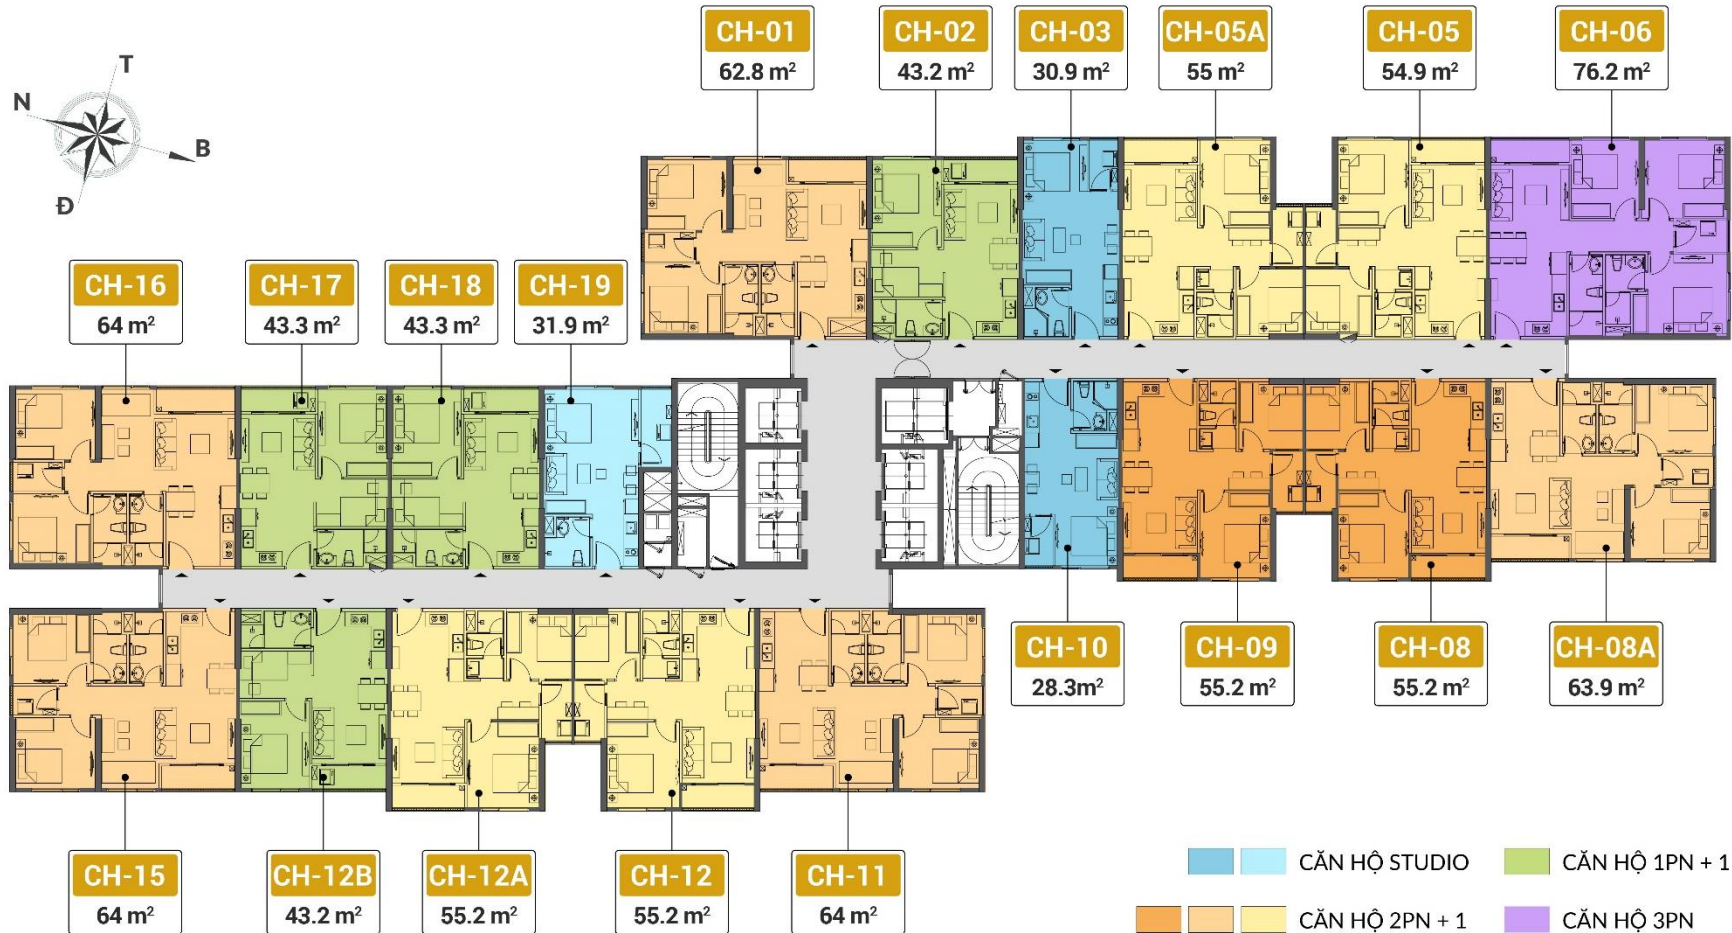 T
N
B
Đ
CH-01
62.8 m²
CH-02
43.2 m²
CH-03
30.9 m²
CH-05A
55 m²
CH-05
54.9 m²
CH-06
76.2 m²
CH-16
64 m²
CH-17
43.3 m²
CH-18
43.3 m²
CH-19
31.9 m²
CH-10
28.3m²
CH-09
55.2 m²
CH-08
55.2 m²
CH-08A
63.9 m²
CH-15
64 m²
CH-12B
43.2 m²
CH-12A
55.2 m²
CH-12
55.2 m²
CH-11
64 m²
CĂN HỘ STUDIO
CĂN HỘ 1PN + 1
CĂN HỘ 2PN + 1
CĂN HỘ 3PN